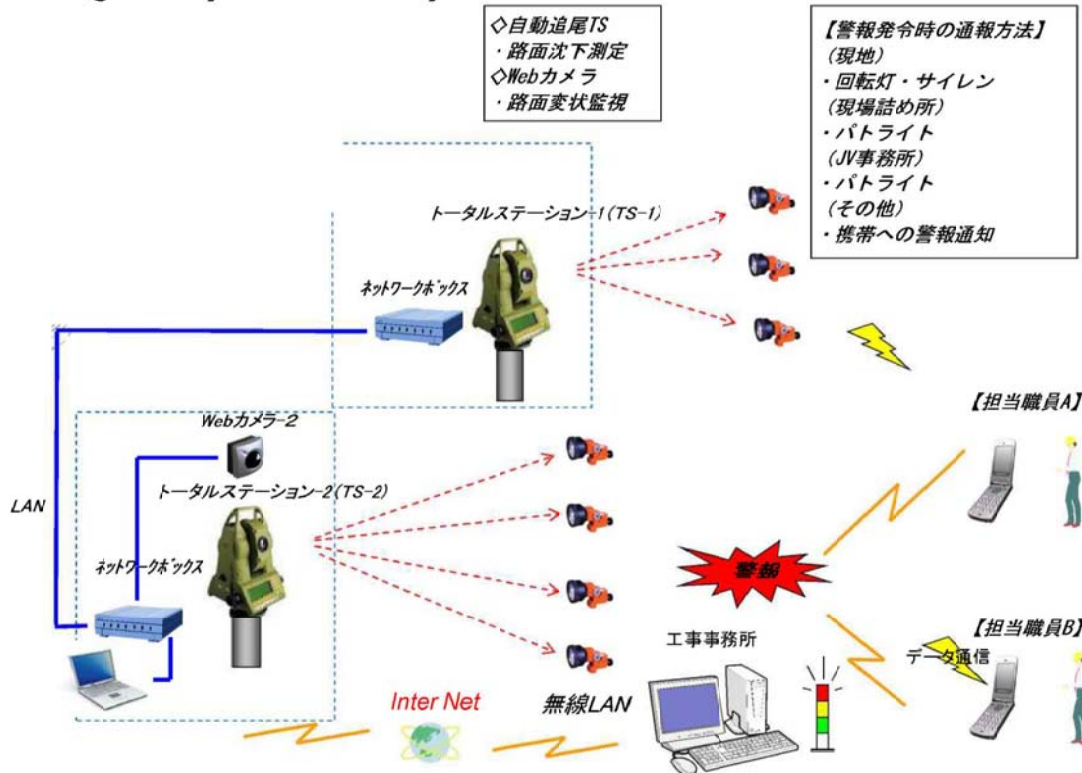 ◇自動追尾TS
・路面沈下測定
◇Webカメラ
・路面変状監視
【警報発令時の通報方法】
(現地)
・回転灯・サイレン
(現場詰め所)
・パトライト
(JV事務所)
・パトライト
(その他)
・携帯への警報通知
トータルステーション-1(TS-1)
ネットワークボックス
Webカメラ-2
トータルステーション-2(TS-2)
LAN
ネットワークボックス
【担当職員A】
警報
【担当職員B】
データ通信
工事事務所
Inter Net
無線LAN